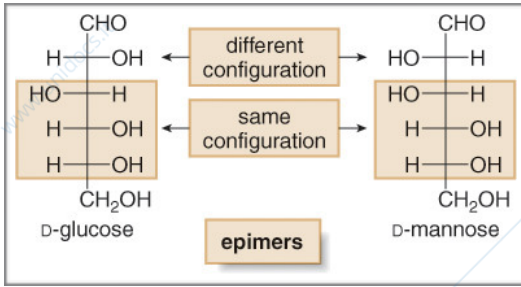 CHO CHO
H OH different configuration HO H
HO H HO H
H OH same configuration H OH
H OH H OH
CH2OH CH2OH
D-glucose epimers D-mannose